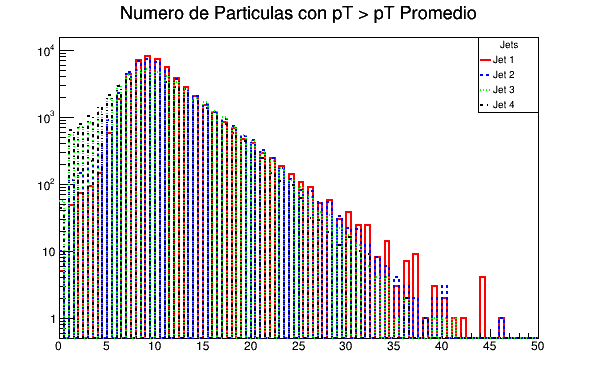 Numero de Particulas con pT > pT Promedio
Jets
Jet 1
Jet 2
Jet 3
Jet 4
10^4
10^3
10^2
10
1
0 5 10 15 20 25 30 35 40 45 50